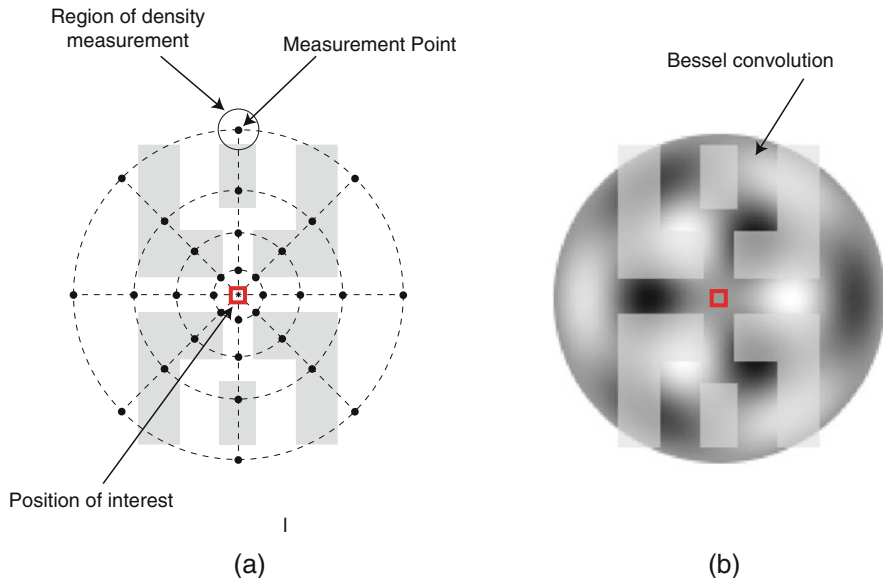 Region of density
measurement
Measurement Point
Position of interest
I
(a)
Bessel convolution
(b)